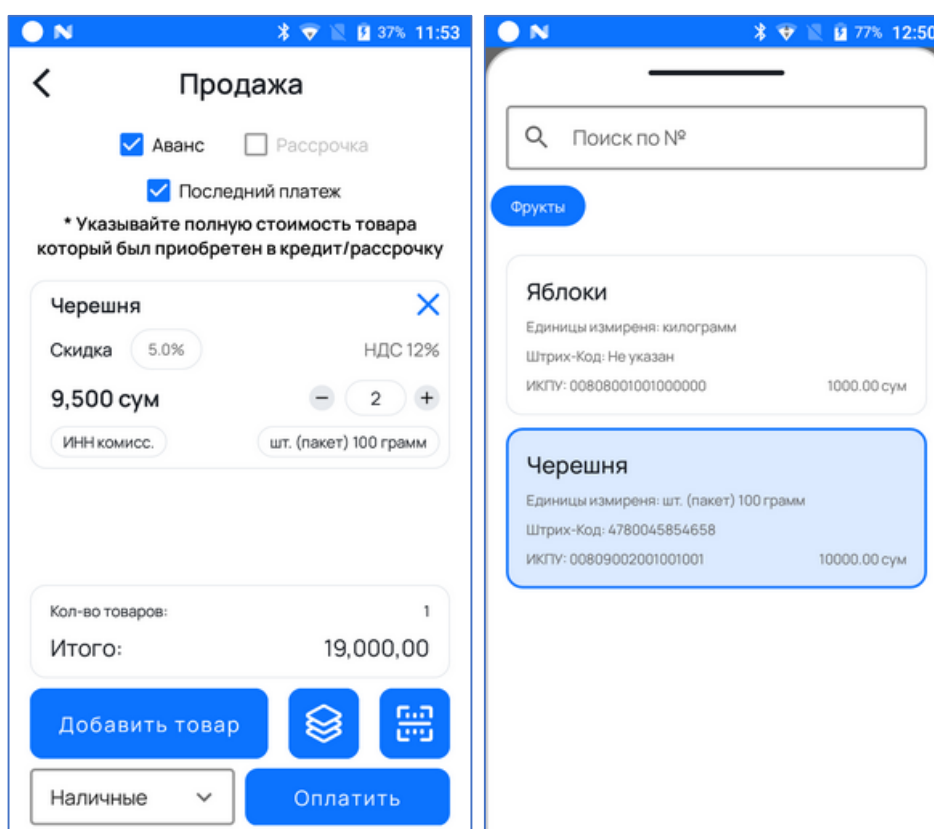 37% 11:53
Продажа
Аванс
Рассрочка
Последний платеж
* Указывайте полную стоимость товара
который был приобретен в кредит/рассрочку
Черешня
Скидка 5.0% НДС 12%
9,500 сум 2
ИНН комисс. шт. (пакет) 100 грамм
Кол-во товаров: 1
Итого: 19,000,00
Добавить товар
Наличные Оплатить
77% 12:50
Поиск по №
Фрукты
Яблоки
Единицы измиреня: килограмм
Штрих-Код: Не указан
ИКПУ: 00808001001000000 1000.00 сум
Черешня
Единицы измиреня: шт. (пакет) 100 грамм
Штрих-Код: 4780045854658
ИКПУ: 00809002001001001 10000.00 сум